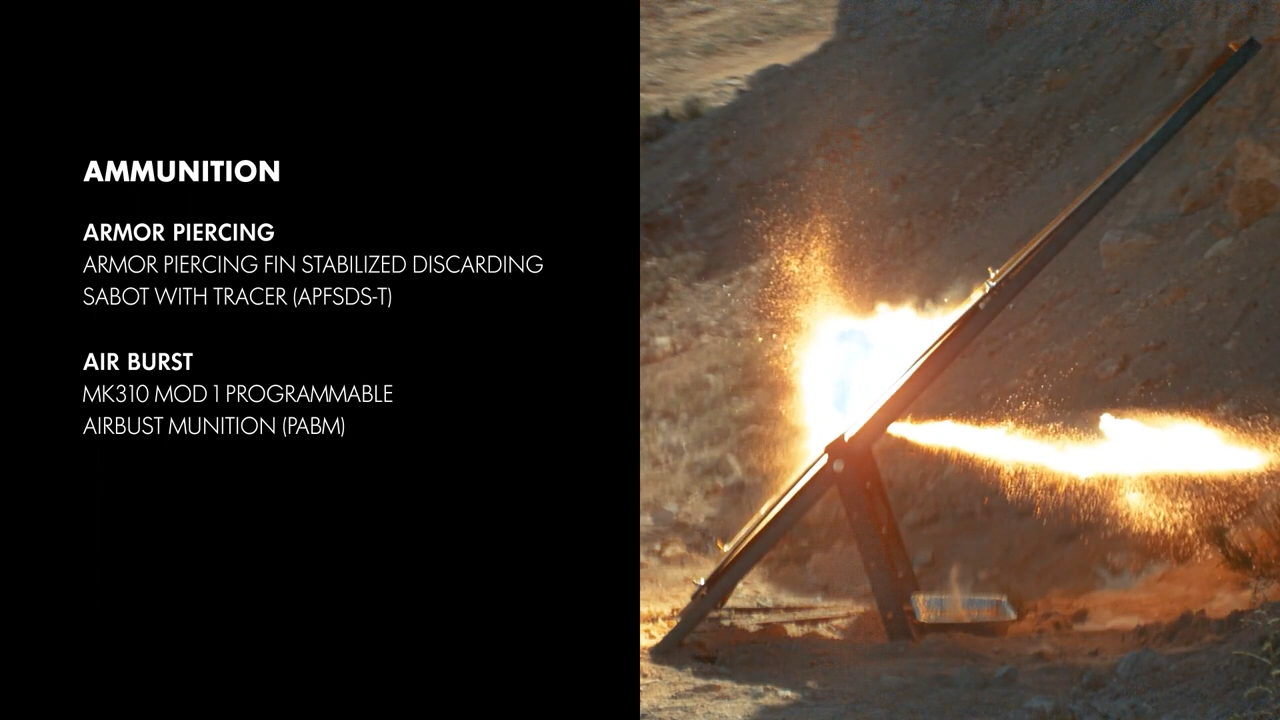 AMMUNITION
ARMOR PIERCING
ARMOR PIERCING FIN STABILIZED DISCARDING
SABOT WITH TRACER (APFSDS-T)
AIR BURST
MK310 MOD 1 PROGRAMMABLE
AIRBUST MUNITION (PABM)